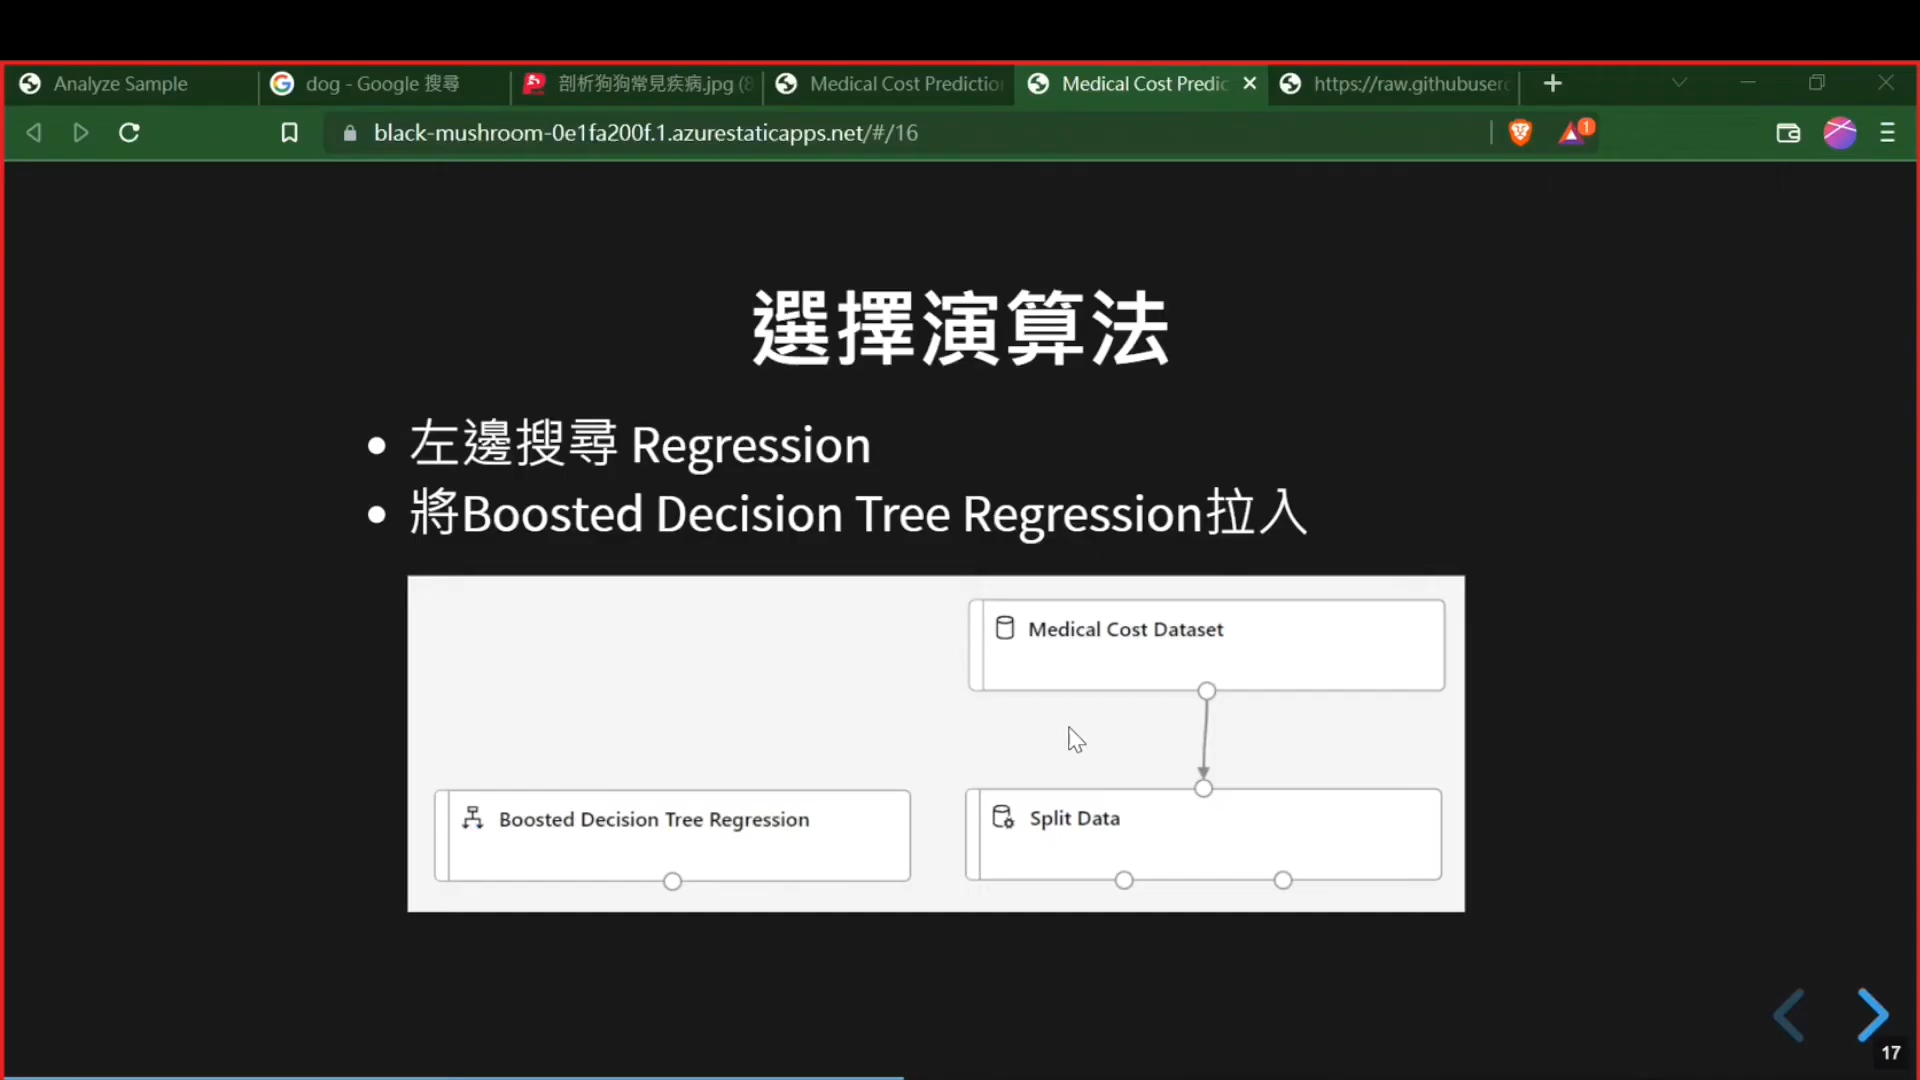 Analyze Sample
dog - Google 搜尋
剖析狗狗常見疾病.jpg (8
Medical Cost Predictio
Medical Cost Predic
https://raw.githubuserc
black-mushroom-0e1fa200f.1.azurestaticapps.net/#/16
1
選擇演算法
左邊搜尋 Regression
將Boosted Decision Tree Regression拉入
Medical Cost Dataset
Boosted Decision Tree Regression
Split Data
17